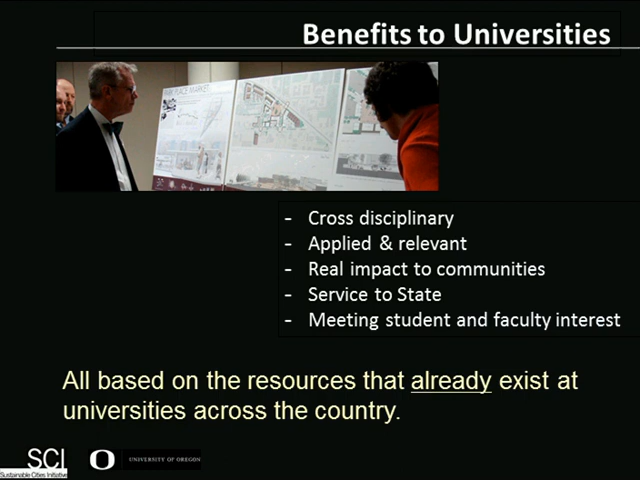 Benefits to Universities
PLACE MARKET
- Cross disciplinary
- Applied & relevant
- Real impact to communities
- Service to State
- Meeting student and faculty interest
All based on the resources that already exist at
universities across the country.
SCI
Sustainable Cities Initiative
O
UNIVERSITY OF OREGON